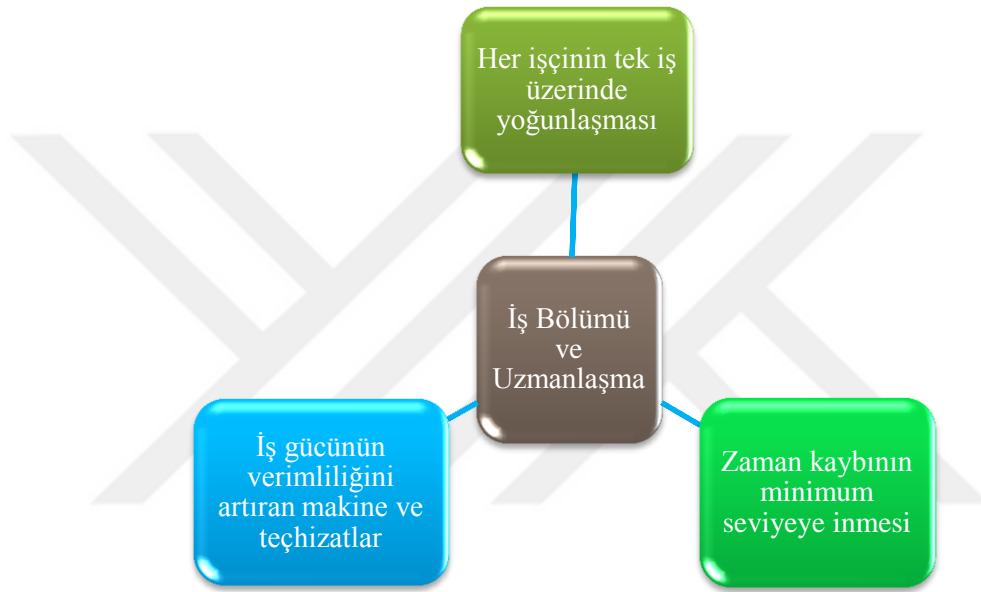 Her işçinin tek iş
üzerinde
yoğunlaşması
İş Bölümü
ve
Uzmanlaşma
İş gücünün
verimliliğini
artıran makine ve
teçhizatlar
Zaman kaybının
minimum
seviyeye inmesi